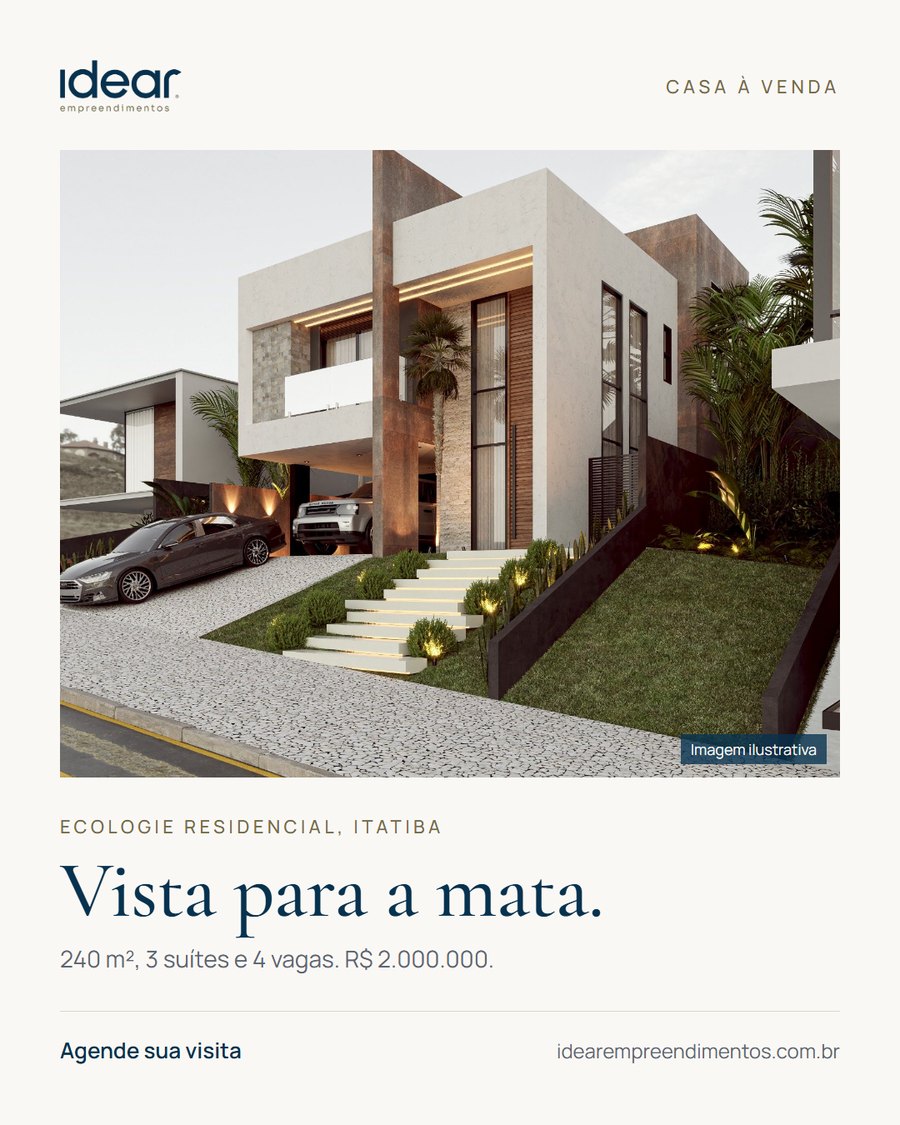 idear
empreendimentos
CASA À VENDA
Imagem ilustrativa
ECOLOGIE RESIDENCIAL, ITATIBA
Vista para a mata.
240 m², 3 suítes e 4 vagas. R$ 2.000.000.
Agende sua visita
idearempreendimentos.com.br